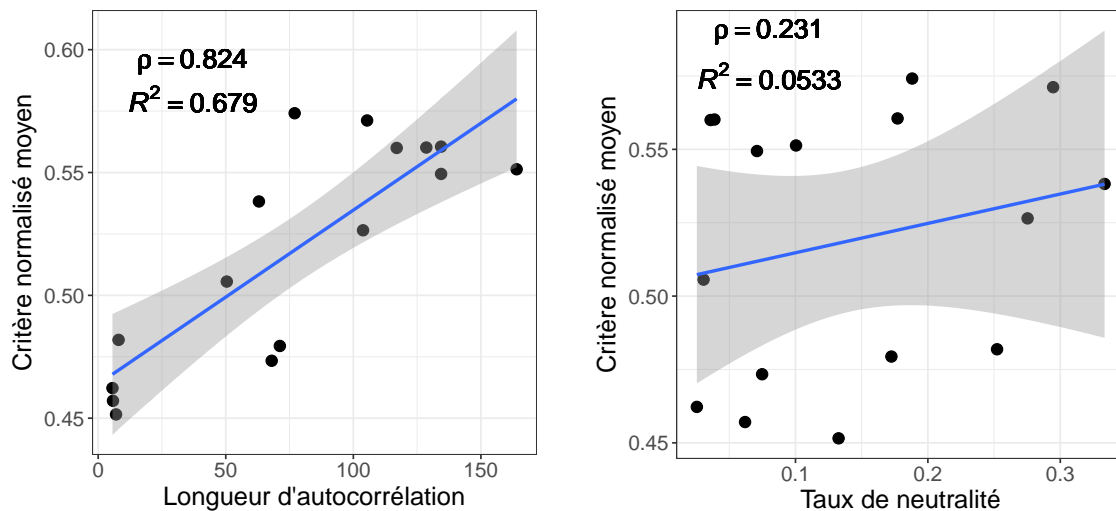 ρ = 0.824
R² = 0.679
Critère normalisé moyen
0.60
0.55
0.50
0.45
0
50
100
150
Longueur d'autocorrélation
ρ = 0.231
R² = 0.0533
Critère normalisé moyen
0.55
0.50
0.45
0.1
0.2
0.3
Taux de neutralité